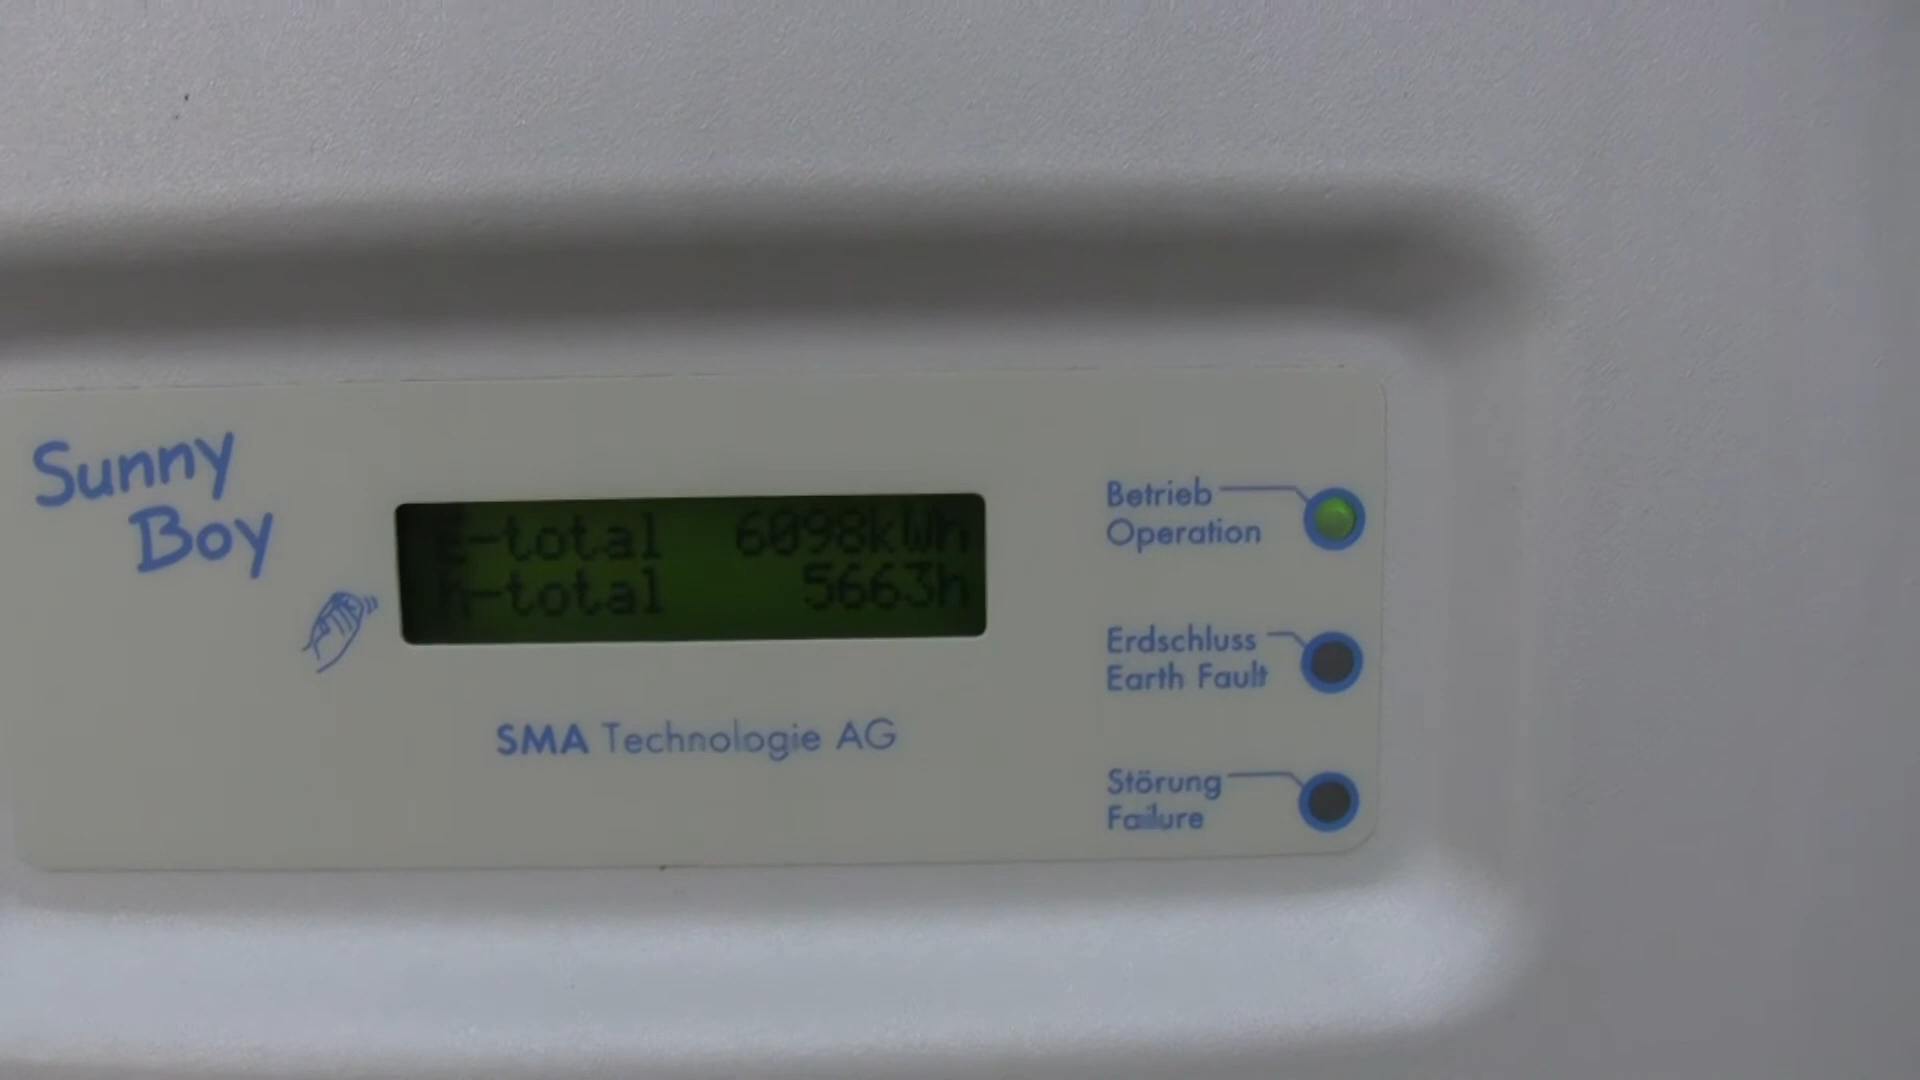 Sunny
Boy
E-total 6098kWh
h-total 5663h
SMA Technologie AG
Betrieb
Operation
Erdschluss
Earth Fault
Störung
Failure